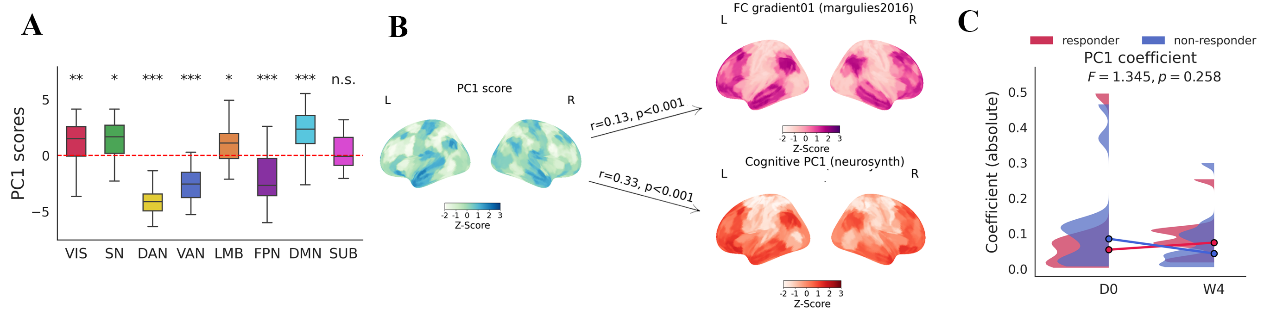 A
PC1 scores
5
0
−5
** * *** *** * *** *** n.s.
VIS SN DAN VAN LMB FPN DMN SUB
B
PC1 score
L R
-2 -1 0 1 2 3
Z-Score
r=0.13, p<0.001
r=0.33, p<0.001
FC gradient01 (margulies2016)
L R
-2 -1 0 1 2 3
Z-Score
Cognitive PC1 (neurosynth)
L R
-2 -1 0 1 2 3
Z-Score
C
responder non-responder
PC1 coefficient
F = 1.345, p = 0.258
Coefficient (absolute)
0.5
0.4
0.3
0.2
0.1
0.0
D0 W4